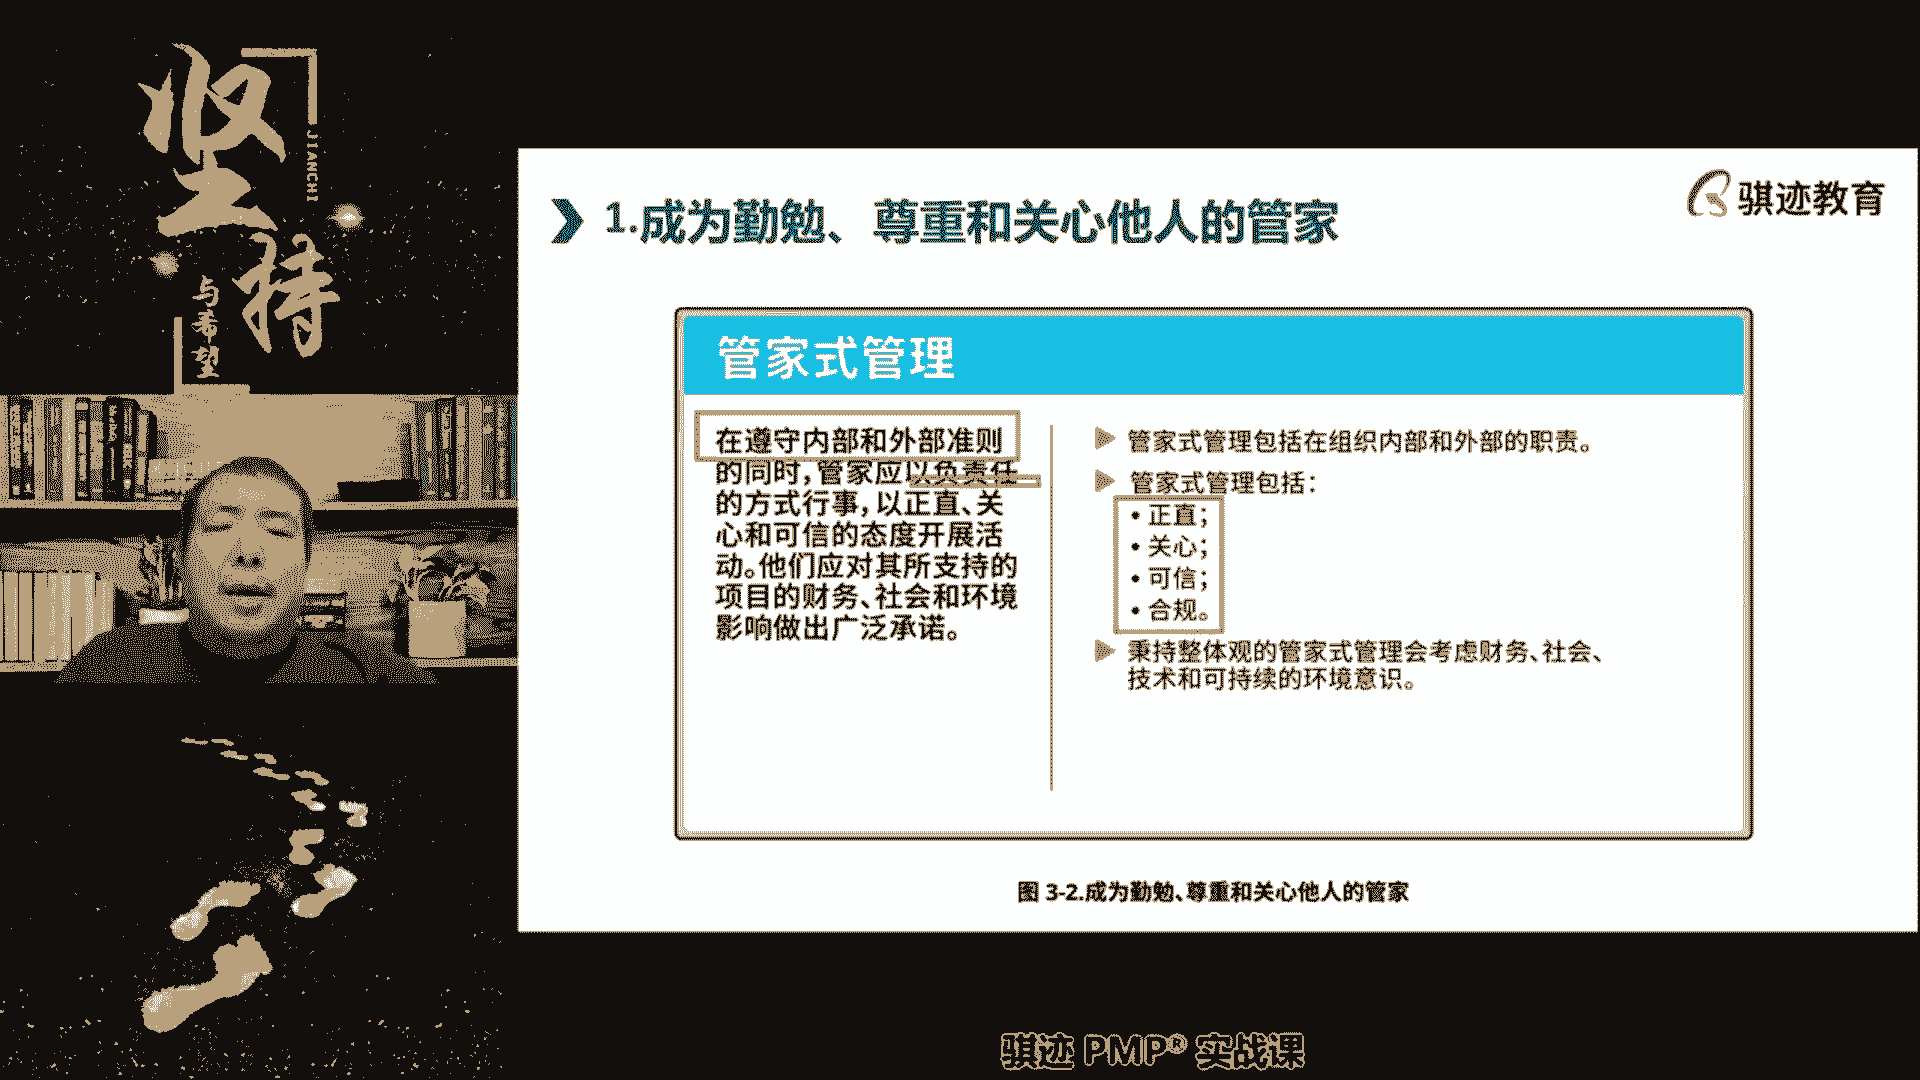 坚持
JIANCHI
与希望
骐迹教育
1.成为勤勉、尊重和关心他人的管家
管家式管理
在遵守内部和外部准则
的同时，管家应以负责任
的方式行事，以正直、关
心和可信的态度开展活
动。他们应对其所支持的
项目的财务、社会和环境
影响做出广泛承诺。
管家式管理包括在组织内部和外部的职责。
管家式管理包括：
• 正直；
• 关心；
• 可信；
• 合规。
秉持整体观的管家式管理会考虑财务、社会、
技术和可持续的环境意识。
图 3-2.成为勤勉、尊重和关心他人的管家
骐迹 PMP® 实战课